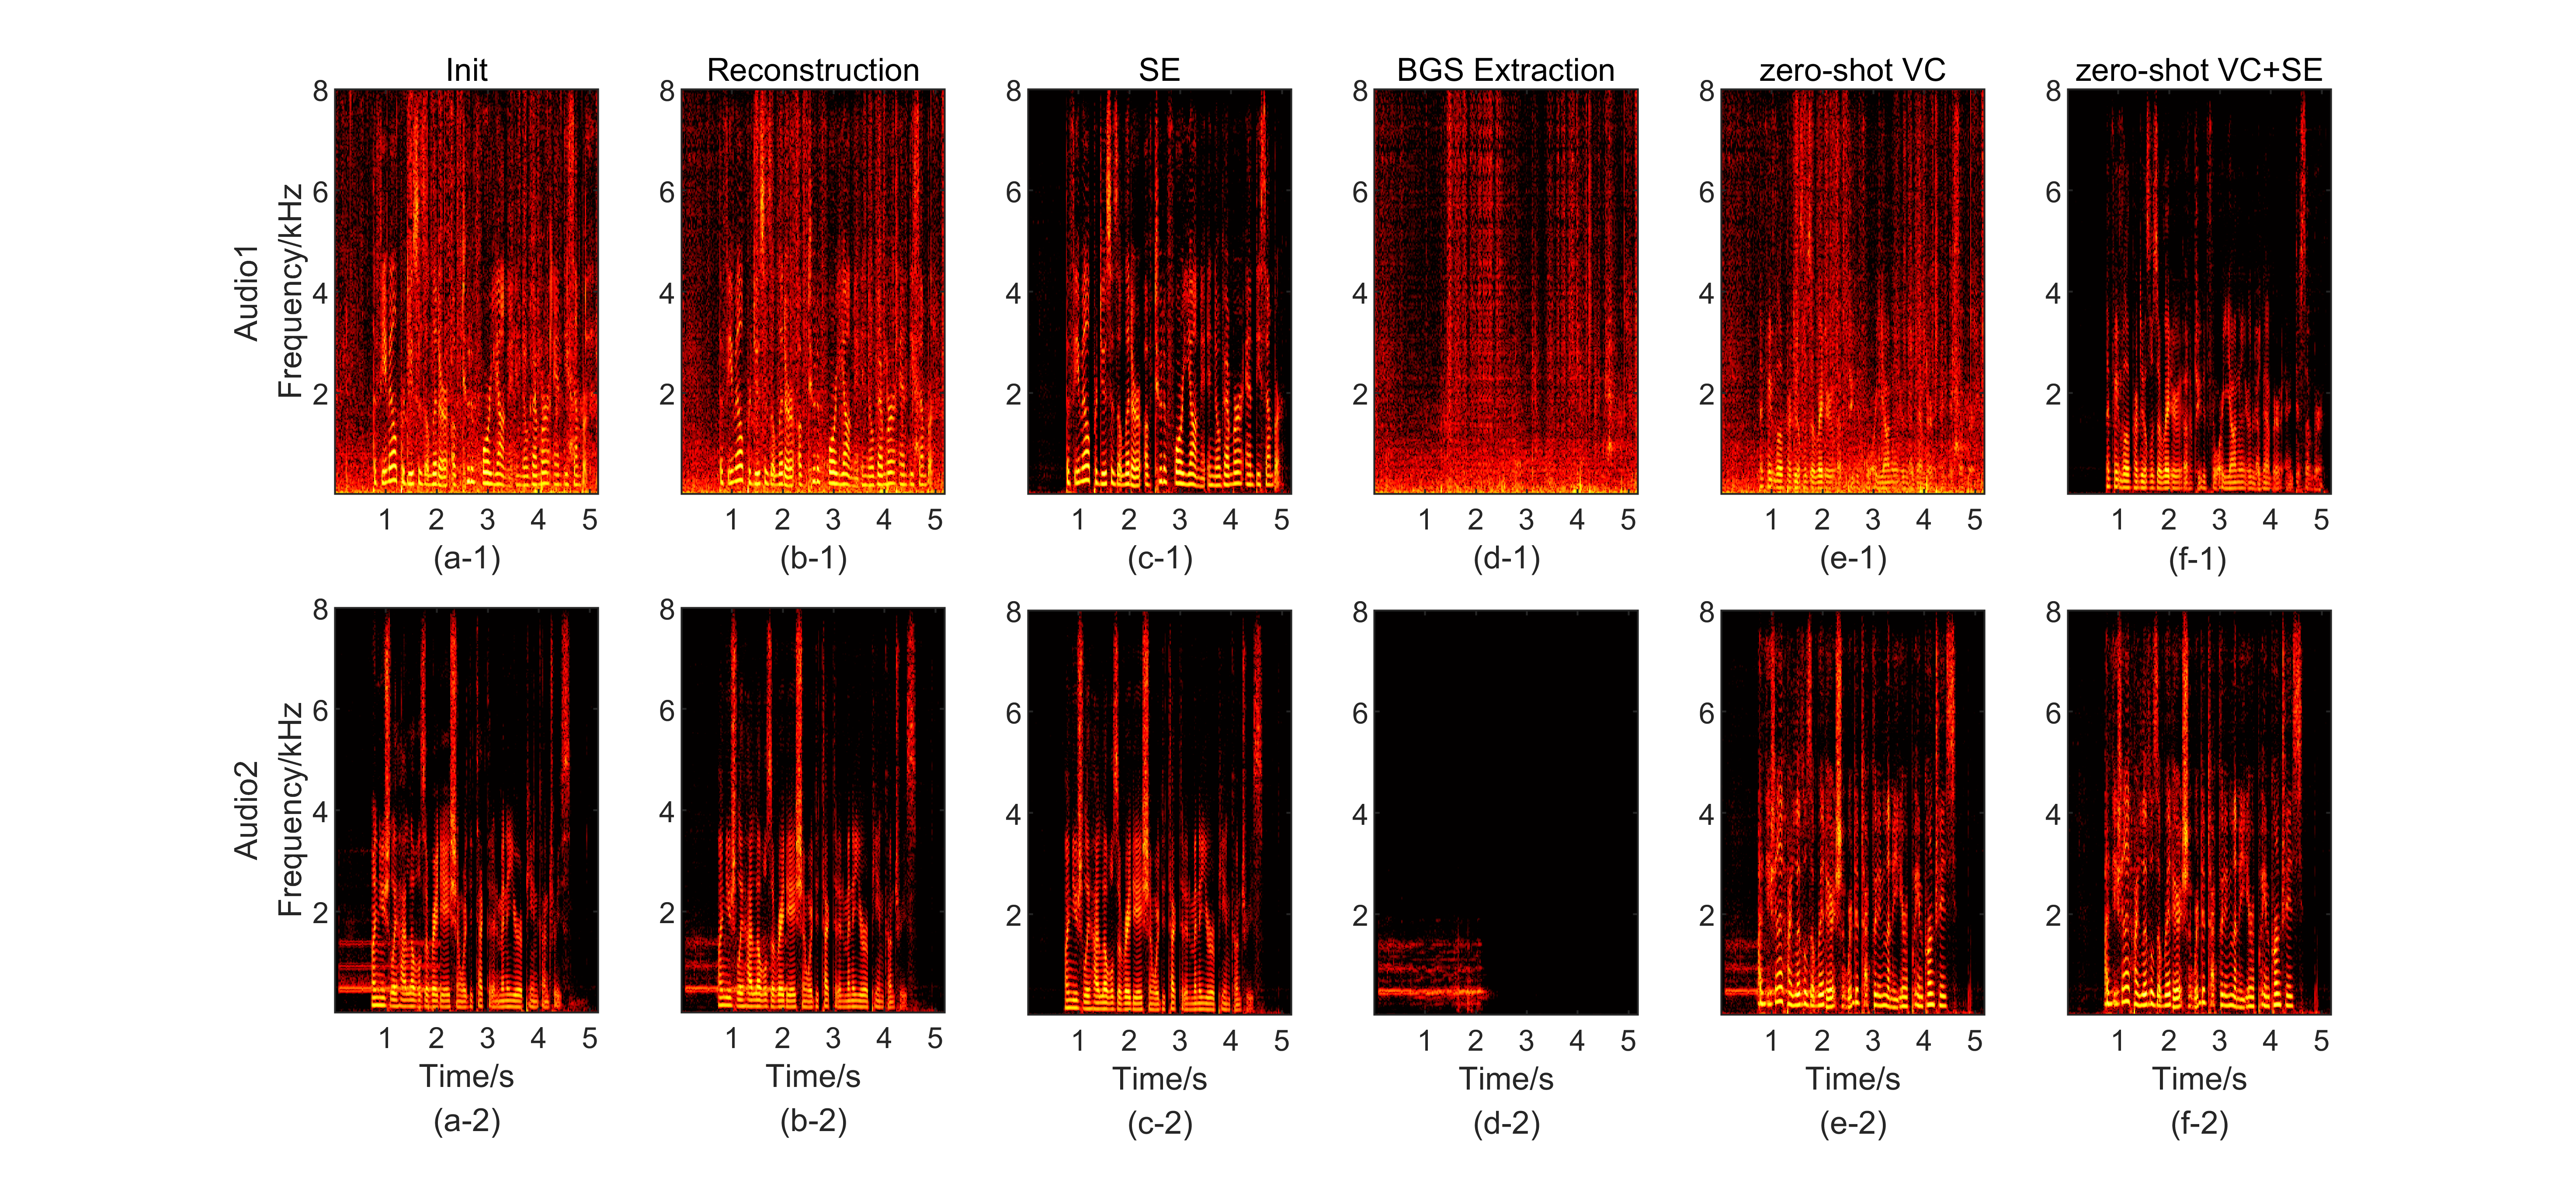 Init
Reconstruction
SE
BGS Extraction
zero-shot VC
zero-shot VC+SE
Audio1
Frequency/kHz
8
6
4
2
1 2 3 4 5
(a-1)
8
6
4
2
1 2 3 4 5
(b-1)
8
6
4
2
1 2 3 4 5
(c-1)
8
6
4
2
1 2 3 4 5
(d-1)
8
6
4
2
1 2 3 4 5
(e-1)
8
6
4
2
1 2 3 4 5
(f-1)
Audio2
Frequency/kHz
8
6
4
2
1 2 3 4 5
Time/s
(a-2)
8
6
4
2
1 2 3 4 5
Time/s
(b-2)
8
6
4
2
1 2 3 4 5
Time/s
(c-2)
8
6
4
2
1 2 3 4 5
Time/s
(d-2)
8
6
4
2
1 2 3 4 5
Time/s
(e-2)
8
6
4
2
1 2 3 4 5
Time/s
(f-2)